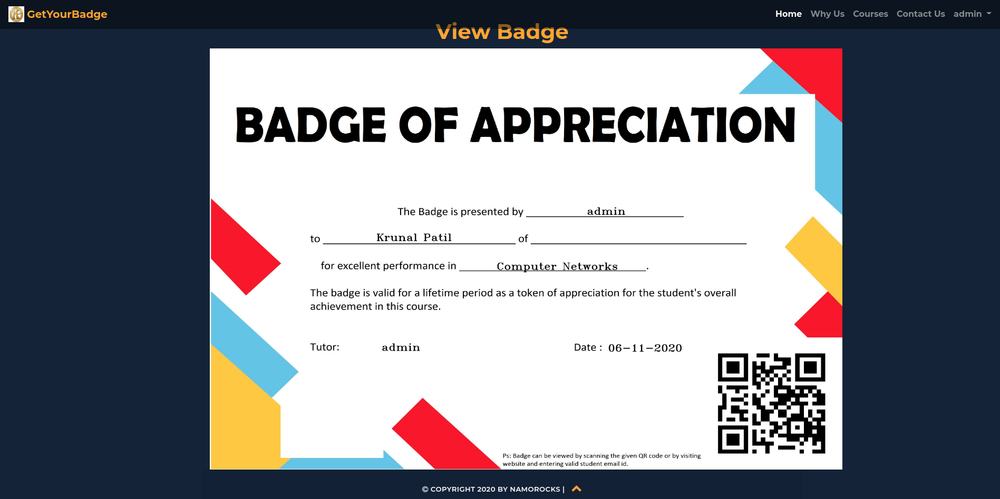 GetYourBadge
Home Why Us Courses Contact Us admin
View Badge
BADGE OF APPRECIATION
The Badge is presented by admin
to Krunal Patil of
for excellent performance in Computer Networks.
The badge is valid for a lifetime period as a token of appreciation for the student's overall
achievement in this course.
Tutor: admin Date : 06-11-2020
Ps: Badge can be viewed by scanning the given QR code or by visiting
website and entering valid student email id.
© COPYRIGHT 2020 BY NAMOROCKS |